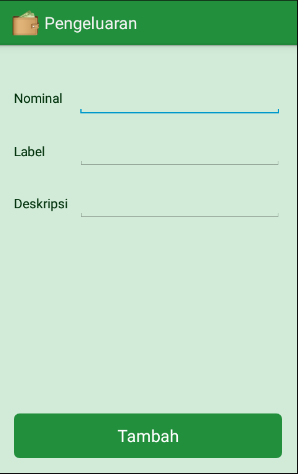 Pengeluaran
Nominal
Label
Deskripsi
Tambah